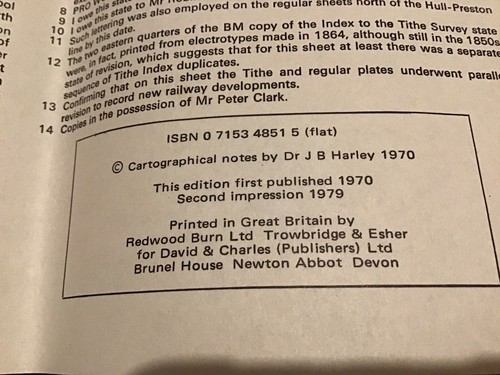 ool
8 PRO
9 I owe this state to Mr
10 I owe this state to
11 Such lettering was also employed on the regular sheets north of the Hull-Preston
line by this date.
12 The two eastern quarters of the BM copy of the Index to the Tithe Survey state
were, in fact, printed from electrotypes made in 1864, although still in the 1850s
state of revision, which suggests that for this sheet at least there was a separate
sequence of Tithe Index duplicates.
13 Confirming that on this sheet the Tithe and regular plates underwent parall
revision to record new railway developments.
14 Copies in the possession of Mr Peter Clark.
ISBN 0 7153 4851 5 (flat)
© Cartographical notes by Dr J B Harley 1970
This edition first published 1970
Second impression 1979
Printed in Great Britain by
Redwood Burn Ltd Trowbridge & Esher
for David & Charles (Publishers) Ltd
Brunel House Newton Abbot Devon